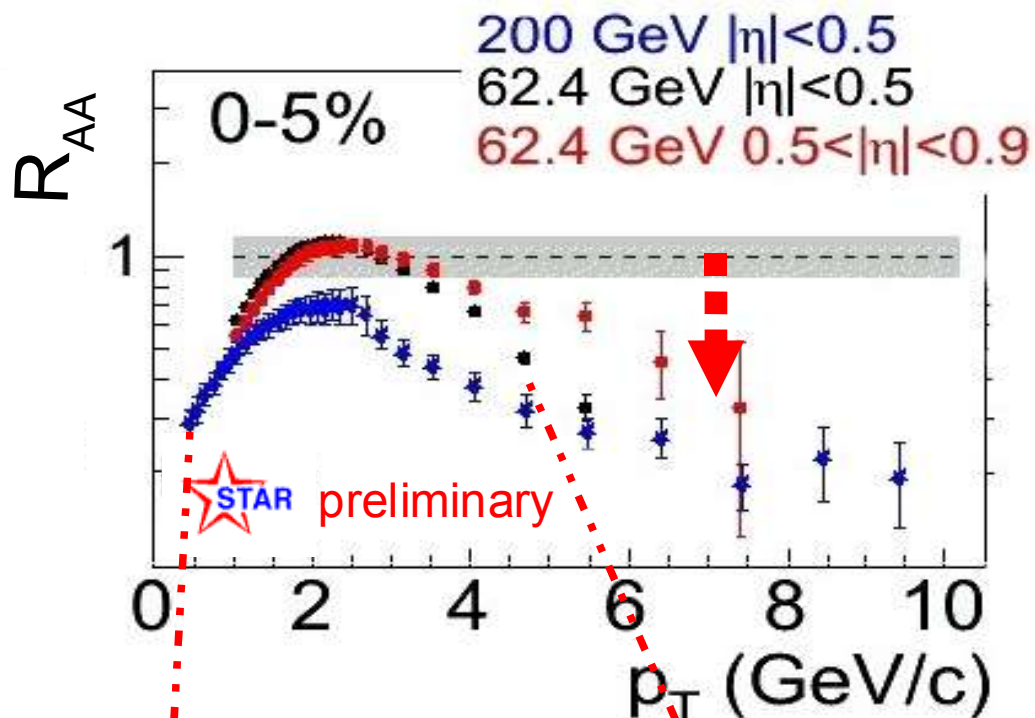 200 GeV |η|<0.5
62.4 GeV |η|<0.5
62.4 GeV 0.5<|η|<0.9
0-5%
R_AA
1
STAR preliminary
0 2 4 6 8 10
p_T (GeV/c)